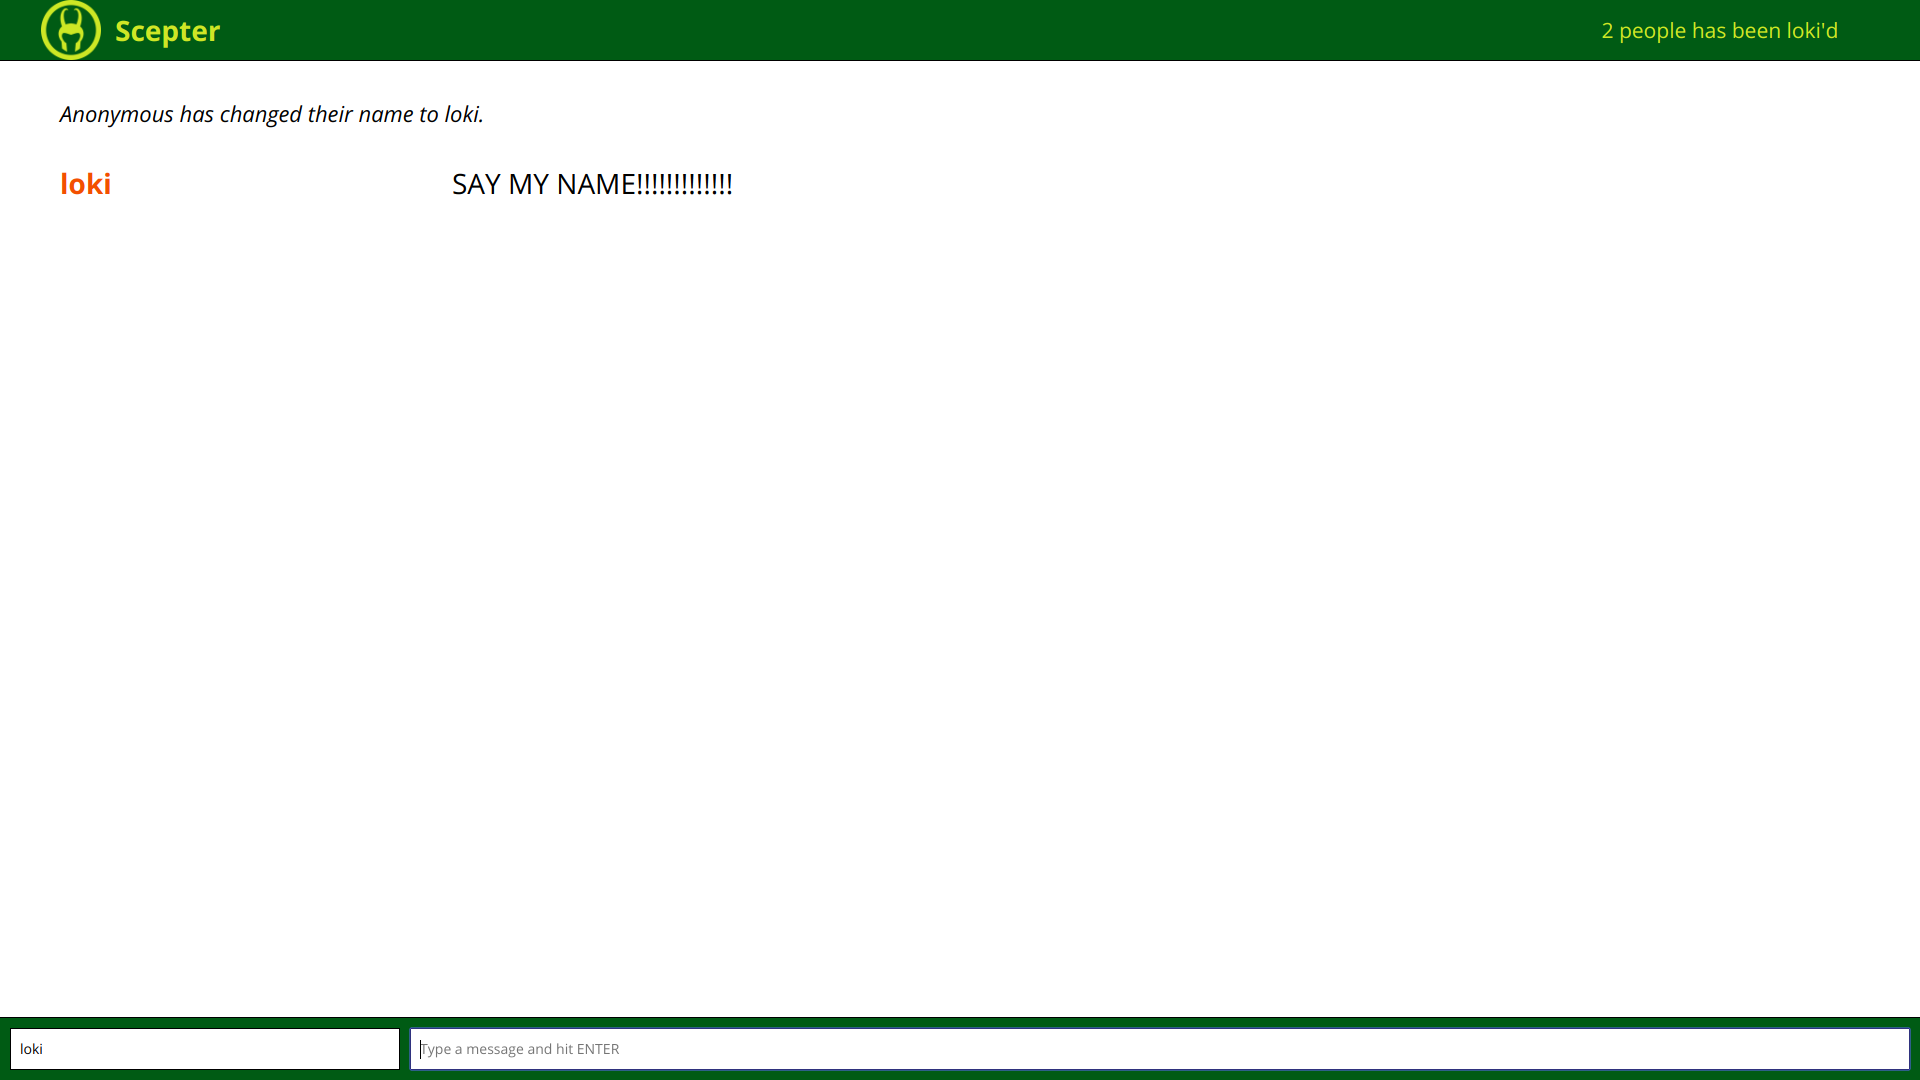 Scepter
2 people has been loki'd
Anonymous has changed their name to loki.
loki SAY MY NAME!!!!!!!!!!!!!
loki
Type a message and hit ENTER